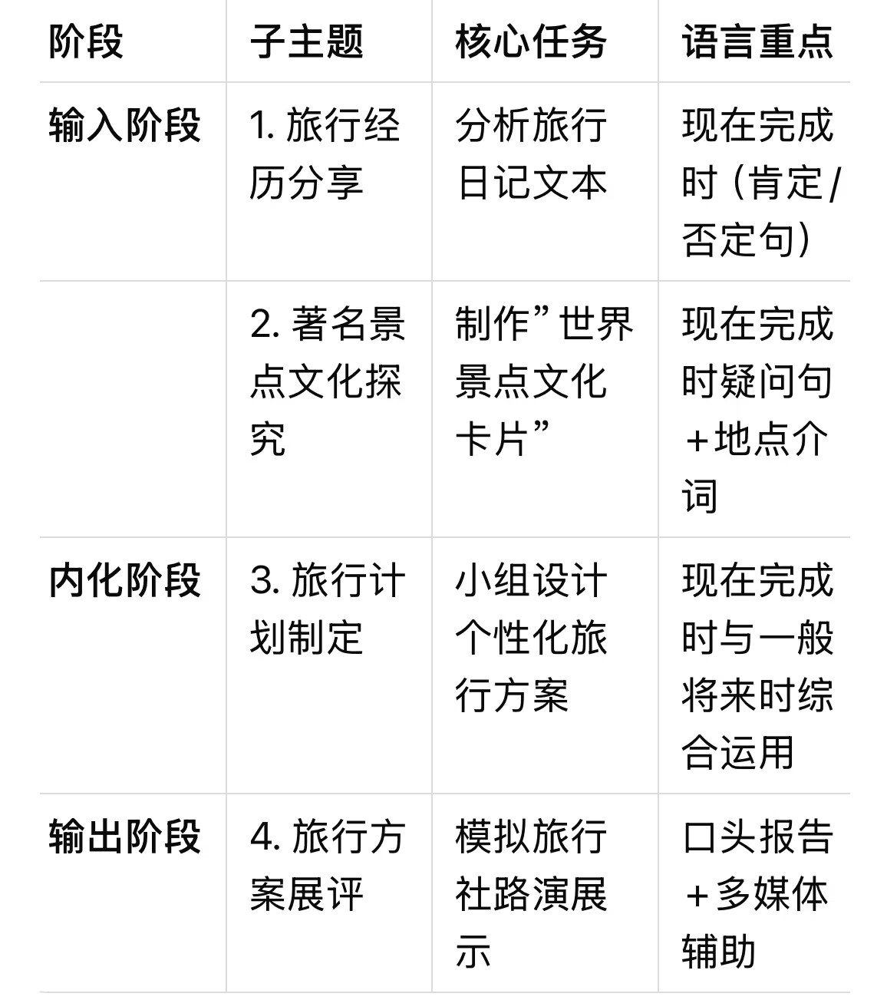 阶段 子主题 核心任务 语言重点
输入阶段 1. 旅行经 分析旅行 现在完成
历分享 日记文本 时（肯定/
否定句）
2. 著名景 制作”世界 现在完成
点文化探 景点文化 时疑问句
究 卡片” +地点介
词
内化阶段 3. 旅行计 小组设计 现在完成
划制定 个性化旅 时与一般
行方案 将来时综
合运用
输出阶段 4. 旅行方 模拟旅行 口头报告
案展评 社路演展 +多媒体
示 辅助